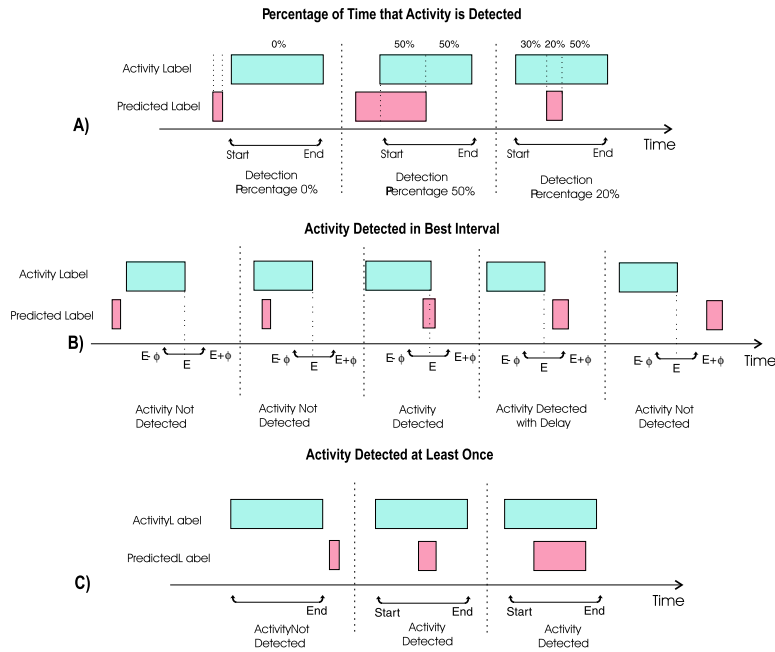 Percentage of Time that Activity is Detected
0%
50% 50%
30% 20% 50%
Activity Label
Predicted Label
A)
Time
Start End
Start End
Start End
Detection
Percentage 0%
Detection
Percentage 50%
Detection
Percentage 20%
Activity Detected in Best Interval
Activity Label
Predicted Label
B)
Time
E- ϕ E E+ϕ
E- ϕ E E+ϕ
E- ϕ E E+ϕ
E- ϕ E E+ϕ
E- ϕ E E+ϕ
Activity Not
Detected
Activity Not
Detected
Activity
Detected
Activity Detected
with Delay
Activity Not
Detected
Activity Detected at Least Once
ActivityL abel
PredictedL abel
C)
Time
End
Start End
Start End
ActivityNot
Detected
Activity
Detected
Activity
Detected